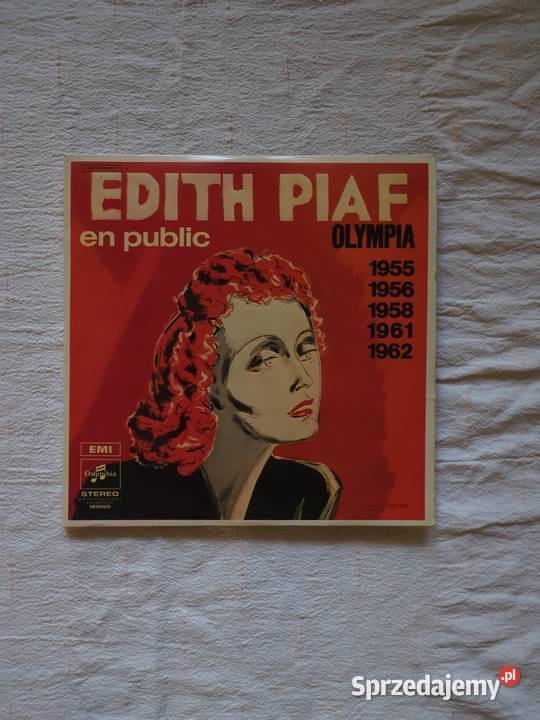 EDITH PIAF
en public
OLYMPIA
1955
1956
1958
1961
1962
EMI
Columbia
STEREO
MONO
Sprzedajemy.pl